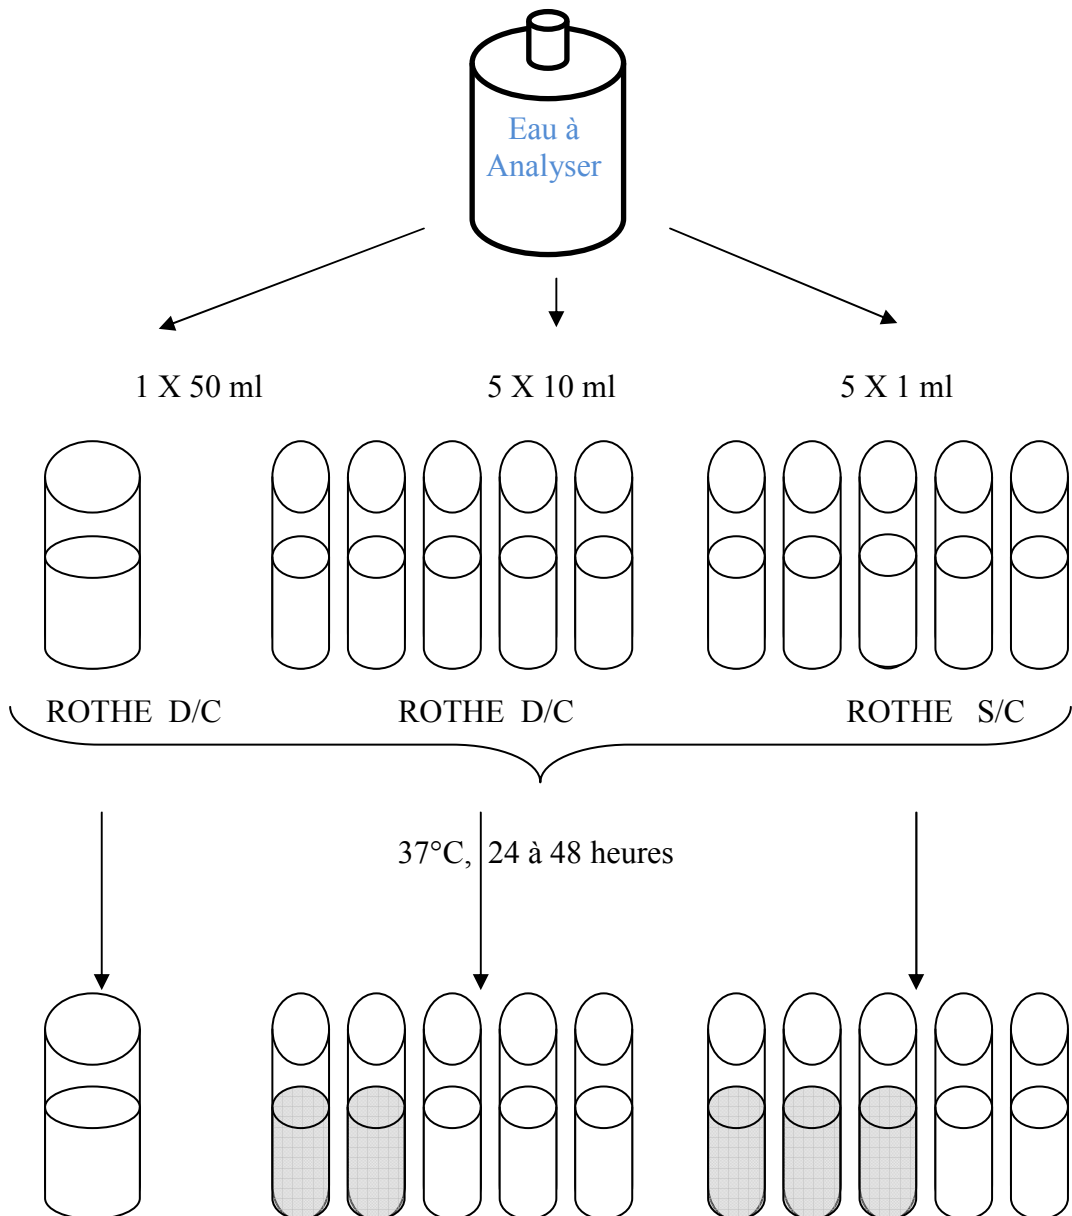 Eau à
Analyser
1 X 50 ml 5 X 10 ml 5 X 1 ml
ROTHE D/C ROTHE D/C ROTHE S/C
37°C, 24 à 48 heures